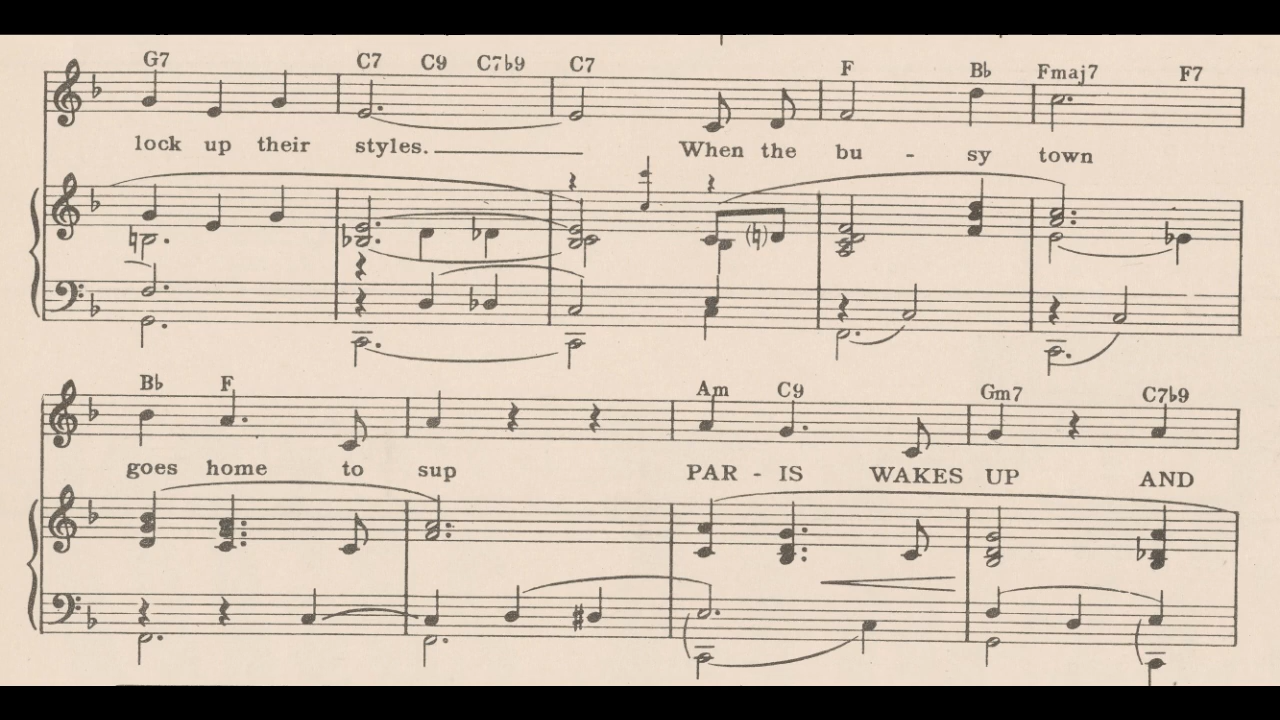 G7 C7 C9 C7♭9 C7 F B♭ Fmaj7 F7
lock up their styles. When the bu - sy town
B♭ F Am C9 Gm7 C7♭9
goes home to sup PAR - IS WAKES UP AND